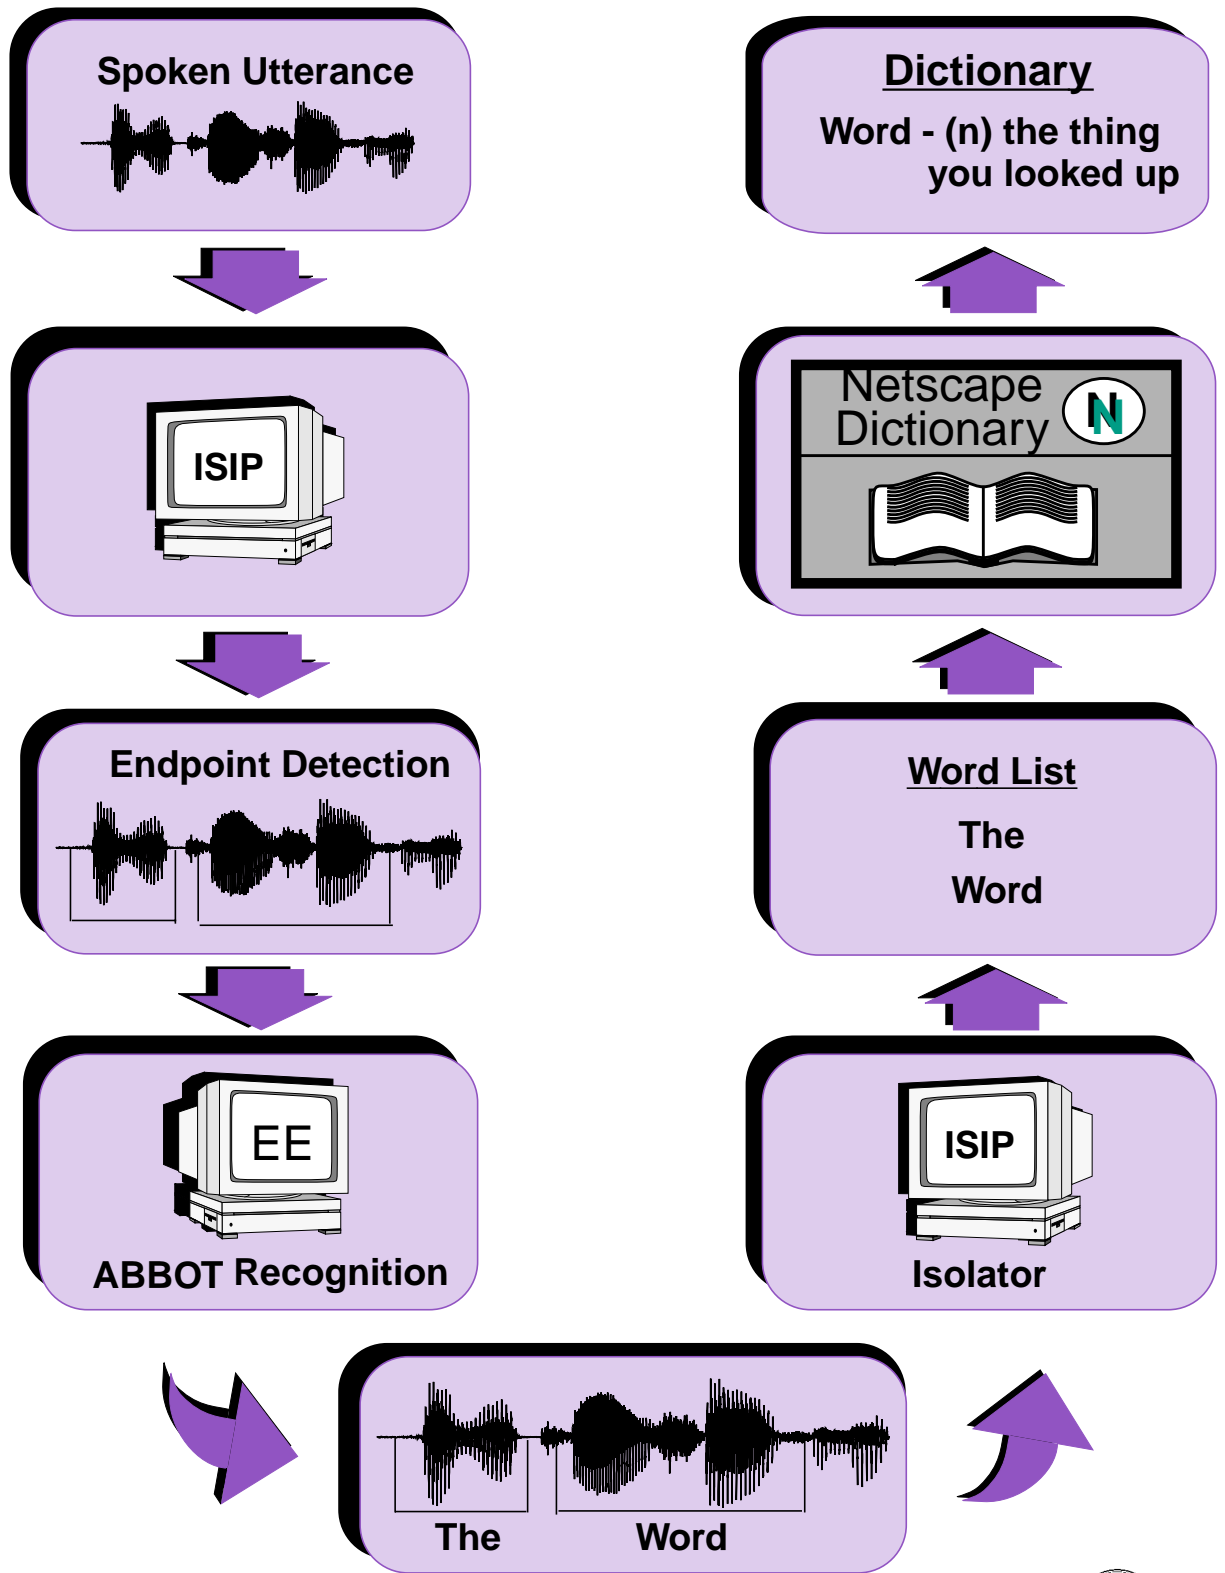 Spoken Utterance
ISIP
Endpoint Detection
EE
ABBOT Recognition
The Word
Isolator
ISIP
Word List
The
Word
Netscape
Dictionary
N
Dictionary
Word - (n) the thing
you looked up